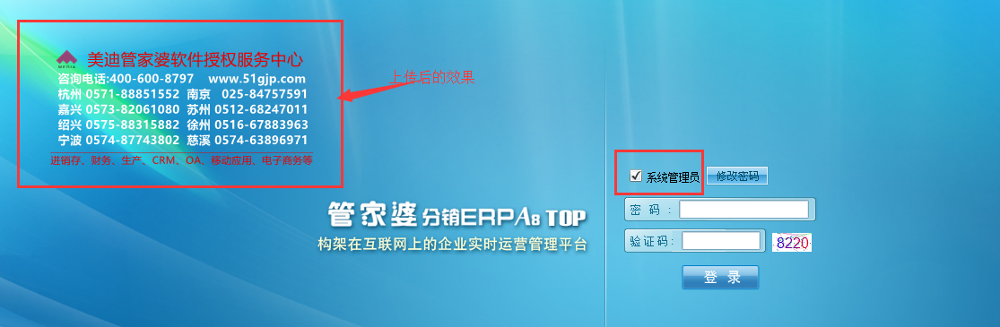 美迪管家婆软件授权服务中心
MEDIA
咨询电话:400-600-8797 www.51gjp.com
杭州 0571-88851552 南京 025-84757591
嘉兴 0573-82061080 苏州 0512-68247011
绍兴 0575-88315882 徐州 0516-67883963
宁波 0574-87743802 慈溪 0574-63896971
进销存、财务、生产、CRM、OA、移动应用、电子商务等
上传后的效果
管家婆 分销ERPA8 TOP
构架在互联网上的企业实时运营管理平台
系统管理员 修改密码
密 码 :
验证码: 8220
登 录